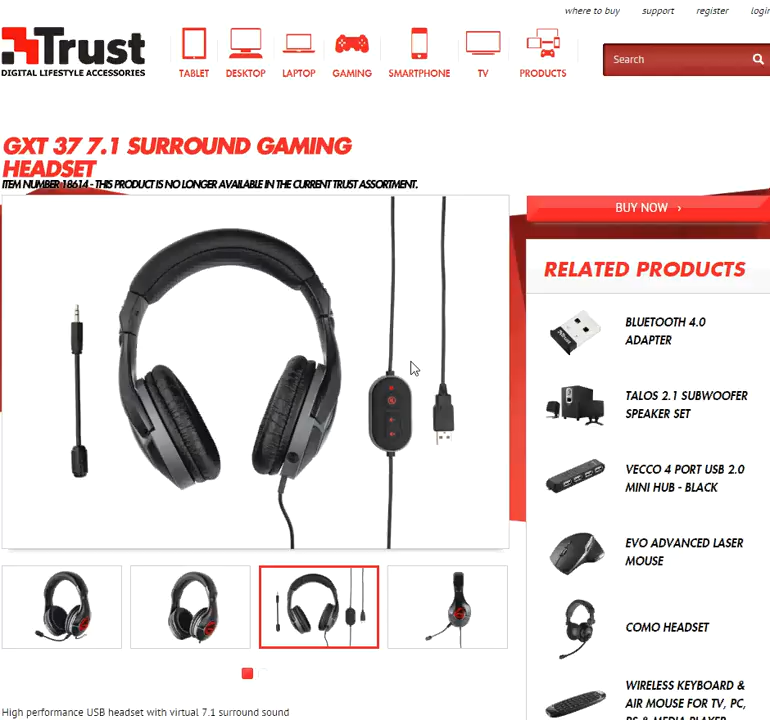 where to buy support register login
Trust
DIGITAL LIFESTYLE ACCESSORIES
TABLET DESKTOP LAPTOP GAMING SMARTPHONE TV PRODUCTS
Search
GXT 37 7.1 SURROUND GAMING
HEADSET
ITEM NUMBER 18614 - THIS PRODUCT IS NO LONGER AVAILABLE IN THE CURRENT TRUST ASSORTMENT.
BUY NOW ›
RELATED PRODUCTS
Trust
BLUETOOTH 4.0
ADAPTER
TALOS 2.1 SUBWOOFER
SPEAKER SET
VECCO 4 PORT USB 2.0
MINI HUB - BLACK
EVO ADVANCED LASER
MOUSE
COMO HEADSET
WIRELESS KEYBOARD &
AIR MOUSE FOR TV, PC,
PS & MEDIA PLAYER
High performance USB headset with virtual 7.1 surround sound